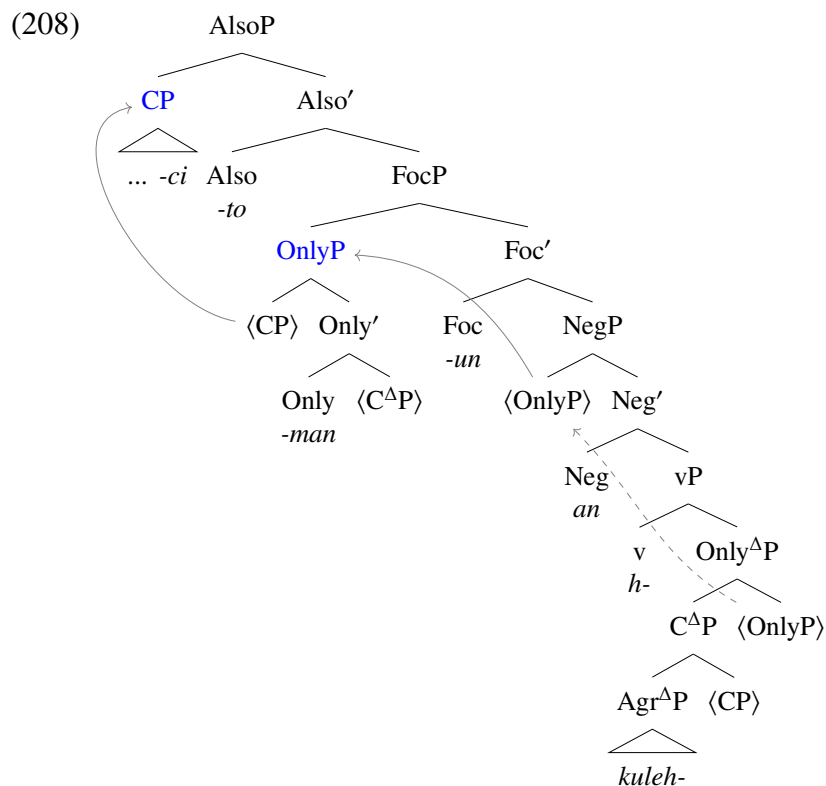 (208) AlsoP
CP Also′
... -ci Also FocP
-to
OnlyP Foc′
⟨CP⟩ Only′ Foc NegP
-un
Only ⟨C^ΔP⟩ ⟨OnlyP⟩ Neg′
-man
Neg vP
an
v Only^ΔP
h-
C^ΔP ⟨OnlyP⟩
Agr^ΔP ⟨CP⟩
kuleh-